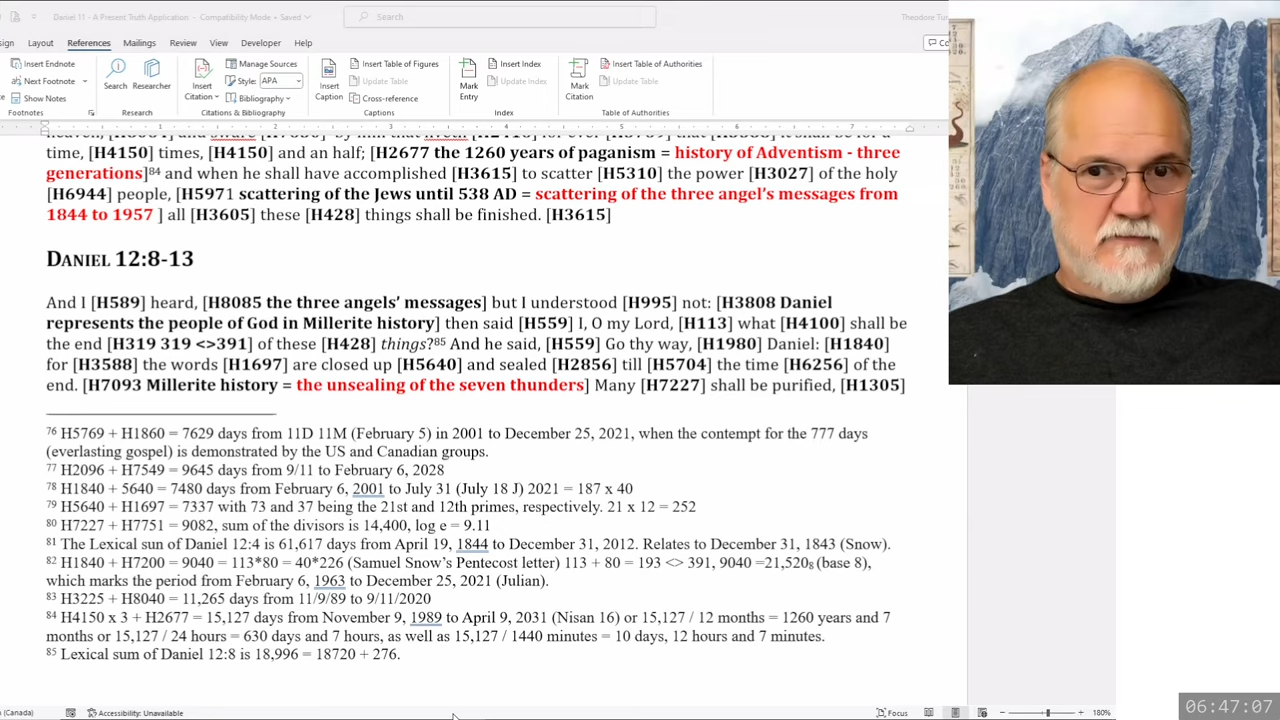 Daniel 11 - A Present Truth Application - Compatibility Mode • Saved
Search
Theodore Tur
sign Layout References Mailings Review View Developer Help
Insert Endnote
Next Footnote
Show Notes
Footnotes
Search
Researcher
Research
Insert Citation
Manage Sources
Style: APA
Bibliography
Citations & Bibliography
Insert Caption
Insert Table of Figures
Update Table
Cross-reference
Captions
Mark Entry
Insert Index
Update Index
Index
Mark Citation
Insert Table of Authorities
Update Table
Table of Authorities
1 2 3 4 5 6 7
time, [H4150] times, [H4150] and an half; [H2677 the 1260 years of paganism = history of Adventism - three
generations]84 and when he shall have accomplished [H3615] to scatter [H5310] the power [H3027] of the holy
[H6944] people, [H5971 scattering of the Jews until 538 AD = scattering of the three angel's messages from
1844 to 1957 ] all [H3605] these [H428] things shall be finished. [H3615]
DANIEL 12:8-13
And I [H589] heard, [H8085 the three angels' messages] but I understood [H995] not: [H3808 Daniel
represents the people of God in Millerite history] then said [H559] I, O my Lord, [H113] what [H4100] shall be
the end [H319 319 <>391] of these [H428] things?85 And he said, [H559] Go thy way, [H1980] Daniel: [H1840]
for [H3588] the words [H1697] are closed up [H5640] and sealed [H2856] till [H5704] the time [H6256] of the
end. [H7093 Millerite history = the unsealing of the seven thunders] Many [H7227] shall be purified, [H1305]
76 H5769 + H1860 = 7629 days from 11D 11M (February 5) in 2001 to December 25, 2021, when the contempt for the 777 days
(everlasting gospel) is demonstrated by the US and Canadian groups.
77 H2096 + H7549 = 9645 days from 9/11 to February 6, 2028
78 H1840 + 5640 = 7480 days from February 6, 2001 to July 31 (July 18 J) 2021 = 187 x 40
79 H5640 + H1697 = 7337 with 73 and 37 being the 21st and 12th primes, respectively. 21 x 12 = 252
80 H7227 + H7751 = 9082, sum of the divisors is 14,400, log e = 9.11
81 The Lexical sun of Daniel 12:4 is 61,617 days from April 19, 1844 to December 31, 2012. Relates to December 31, 1843 (Snow).
82 H1840 + H7200 = 9040 = 113*80 = 40*226 (Samuel Snow's Pentecost letter) 113 + 80 = 193 <> 391, 9040 =21,5208 (base 8),
which marks the period from February 6, 1963 to December 25, 2021 (Julian).
83 H3225 + H8040 = 11,265 days from 11/9/89 to 9/11/2020
84 H4150 x 3 + H2677 = 15,127 days from November 9, 1989 to April 9, 2031 (Nisan 16) or 15,127 / 12 months = 1260 years and 7
months or 15,127 / 24 hours = 630 days and 7 hours, as well as 15,127 / 1440 minutes = 10 days, 12 hours and 7 minutes.
85 Lexical sum of Daniel 12:8 is 18,996 = 18720 + 276.
(Canada)
Accessibility: Unavailable
Focus
180%
06:47:07